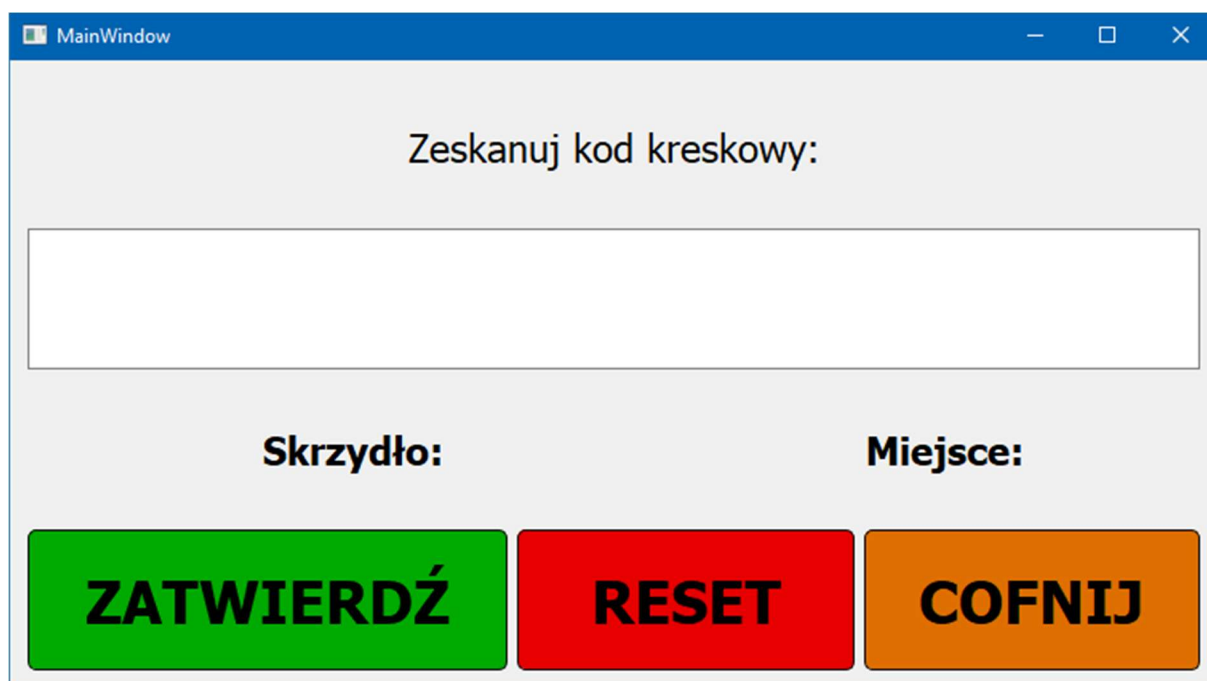 MainWindow
Zeskanuj kod kreskowy:
Skrzydło: Miejsce:
ZATWIERDŹ RESET COFNIJ